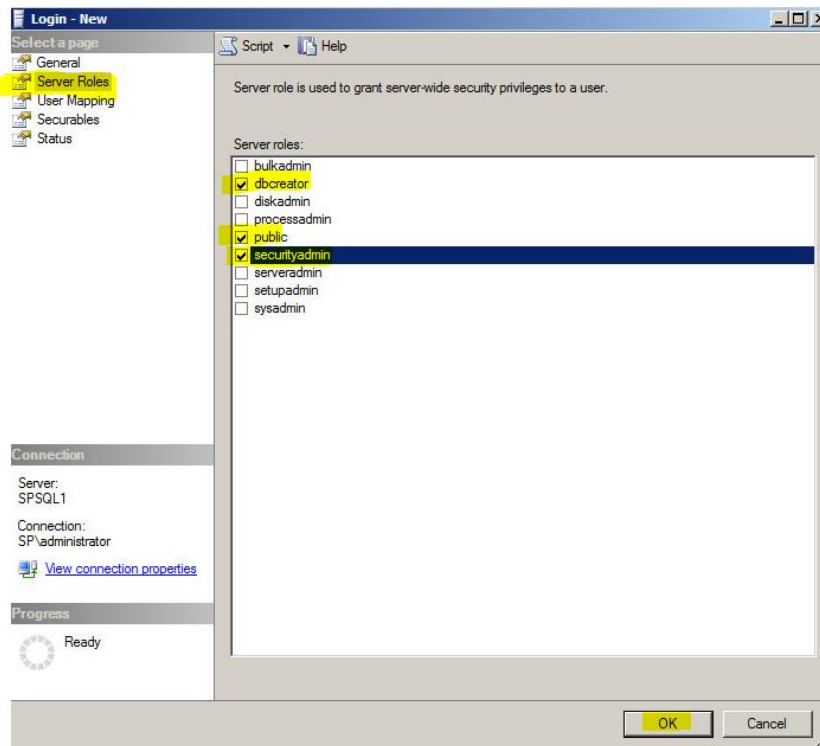 Login - New
Select a page
General
Server Roles
User Mapping
Securables
Status
Script Help
Server role is used to grant server-wide security privileges to a user.
Server roles:
bulkadmin
dbcreator
diskadmin
processadmin
public
securityadmin
serveradmin
setupadmin
sysadmin
Connection
Server:
SPSQL1
Connection:
SP\administrator
View connection properties
Progress
Ready
OK Cancel